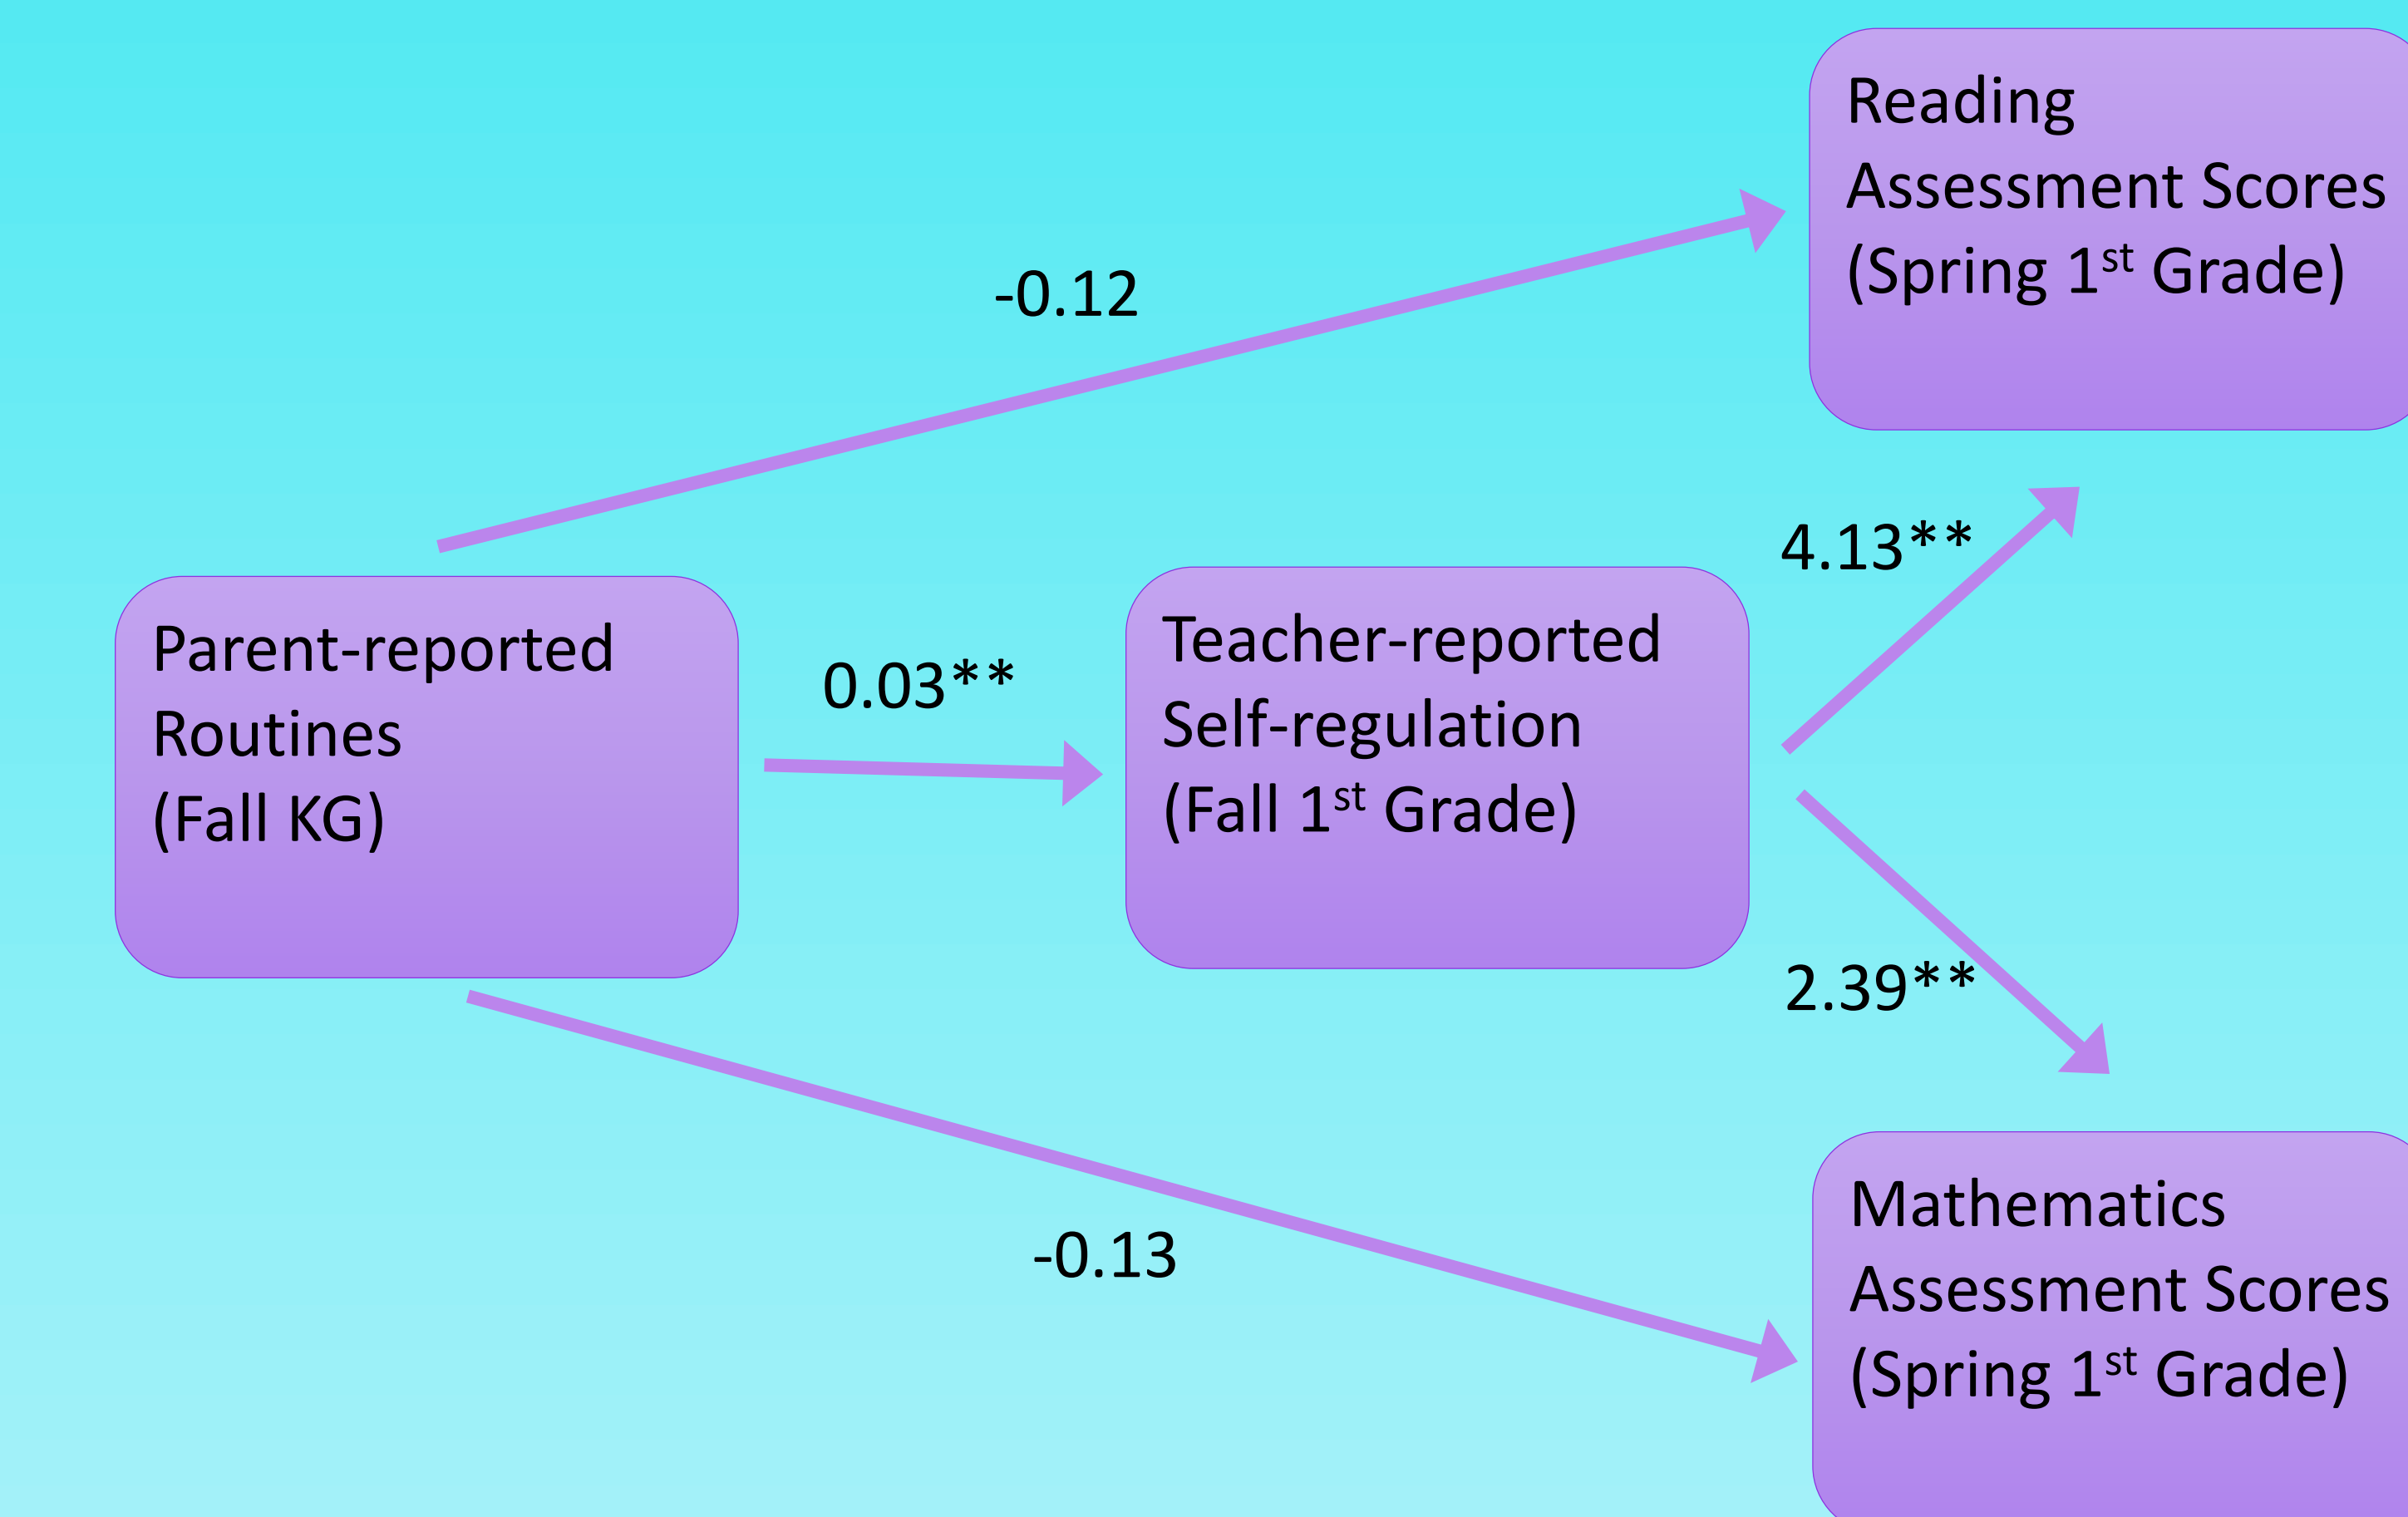 Reading
Assessment Scores
(Spring 1st Grade)
-0.12
4.13**
Parent-reported
Routines
(Fall KG)
0.03**
Teacher-reported
Self-regulation
(Fall 1st Grade)
2.39**
-0.13
Mathematics
Assessment Scores
(Spring 1st Grade)